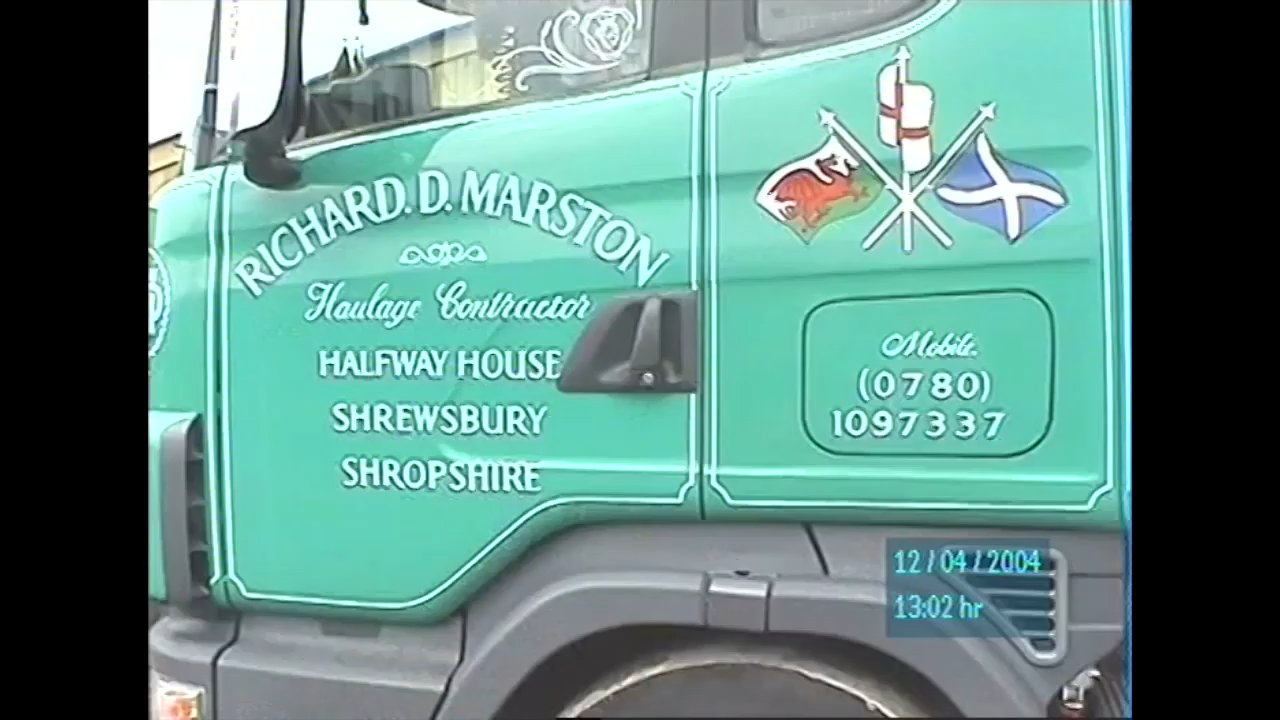 RICHARD. D. MARSTON
Haulage Contractor
HALFWAY HOUSE
SHREWSBURY
SHROPSHIRE
Mobile.
(0780)
1097337
12/04/2004
13:02 hr